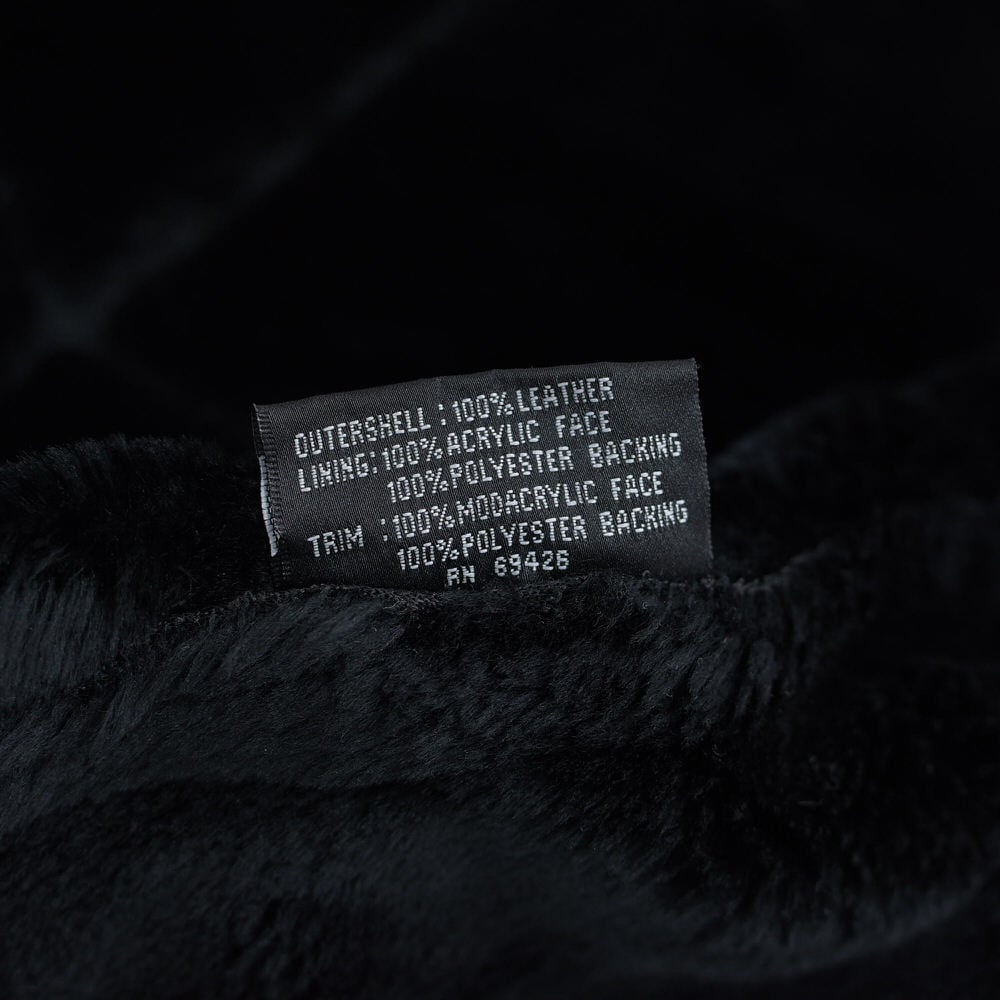 OUTERSHELL : 100% LEATHER
LINING: 100% ACRYLIC FACE
100% POLYESTER BACKING
TRIM : 100% MODACRYLIC FACE
100% POLYESTER BACKING
RN 69426